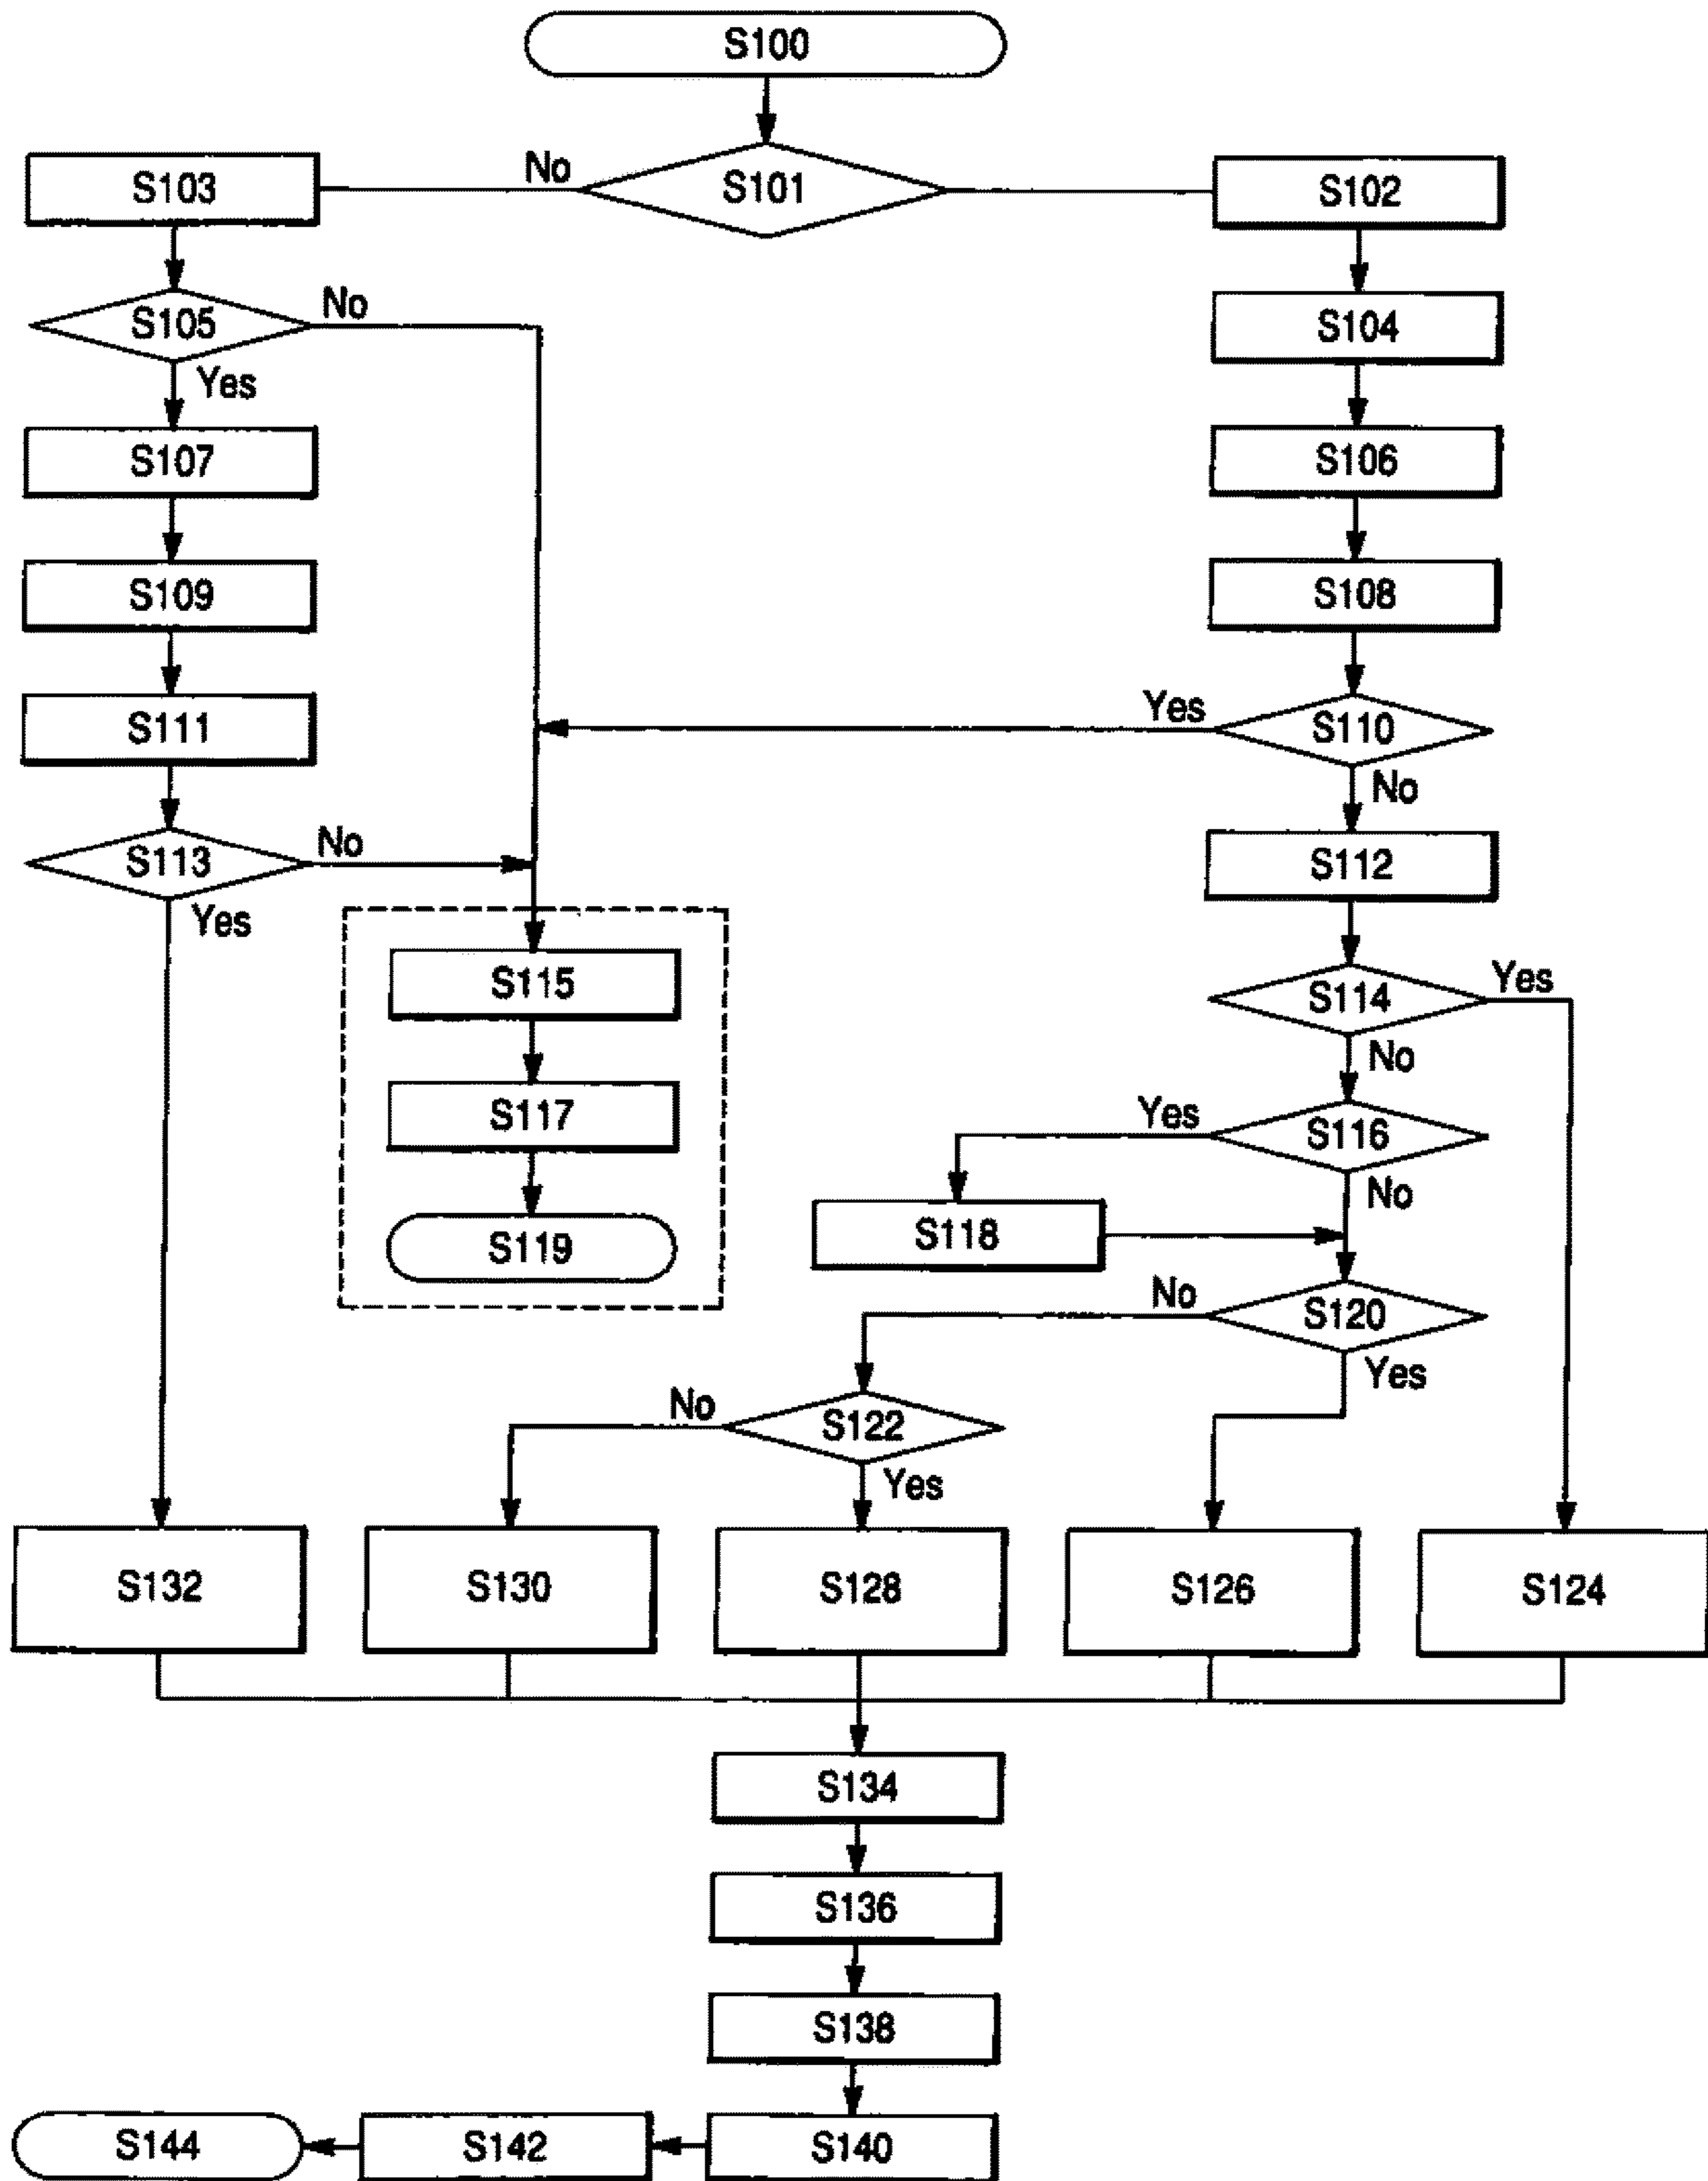 S100
No
S103
S101
S102
S105
No
S104
Yes
S107
S106
S109
S108
S111
Yes
S110
No
S113
No
S112
Yes
S115
S114
Yes
No
S117
Yes
S116
No
S118
S119
No
S120
Yes
No
S122
Yes
S132
S130
S128
S126
S124
S134
S136
S138
S144
S142
S140